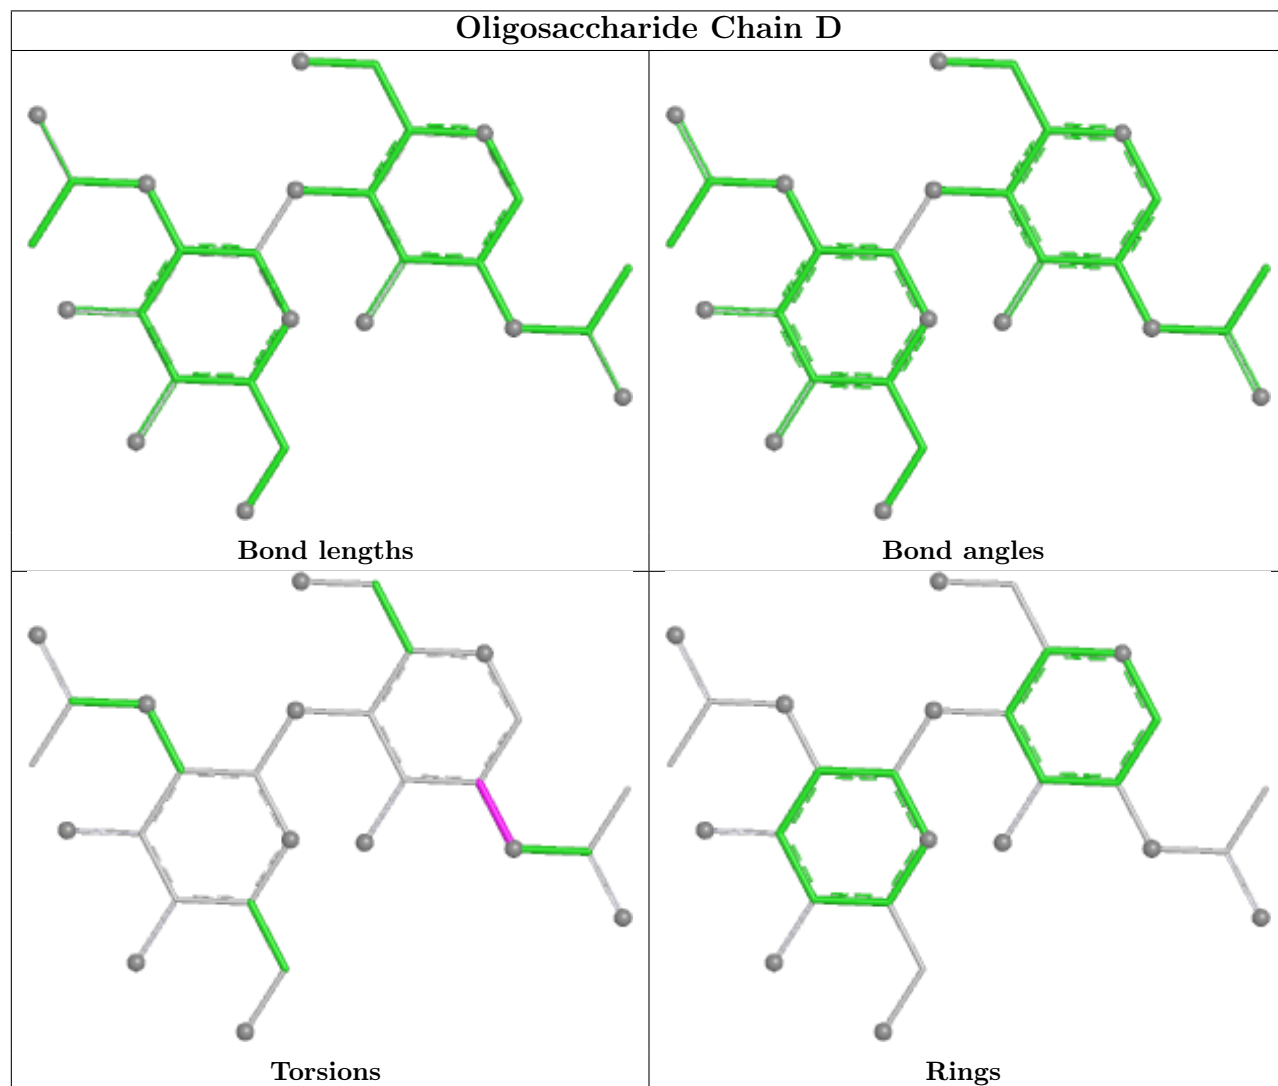 Oligosaccharide Chain D
Bond lengths
Bond angles
Torsions
Rings